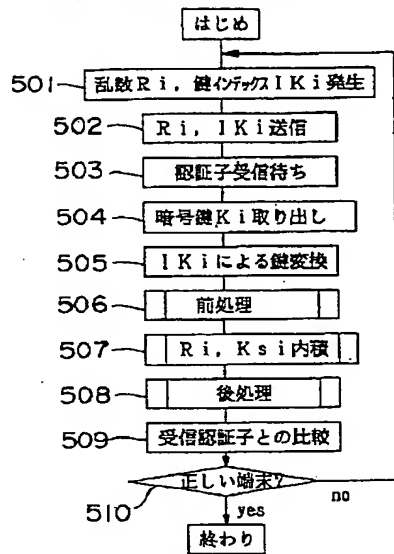 はじめ
501 乱数Ri,鍵インデックスIKi発生
502 Ri,IKi送信
503 認証子受信待ち
504 暗号鍵Ki取り出し
505 IKiによる鍵変換
506 前処理
507 Ri,Ksi内積
508 後処理
509 受信認証子との比較
510 正しい端末?
no
yes
終わり